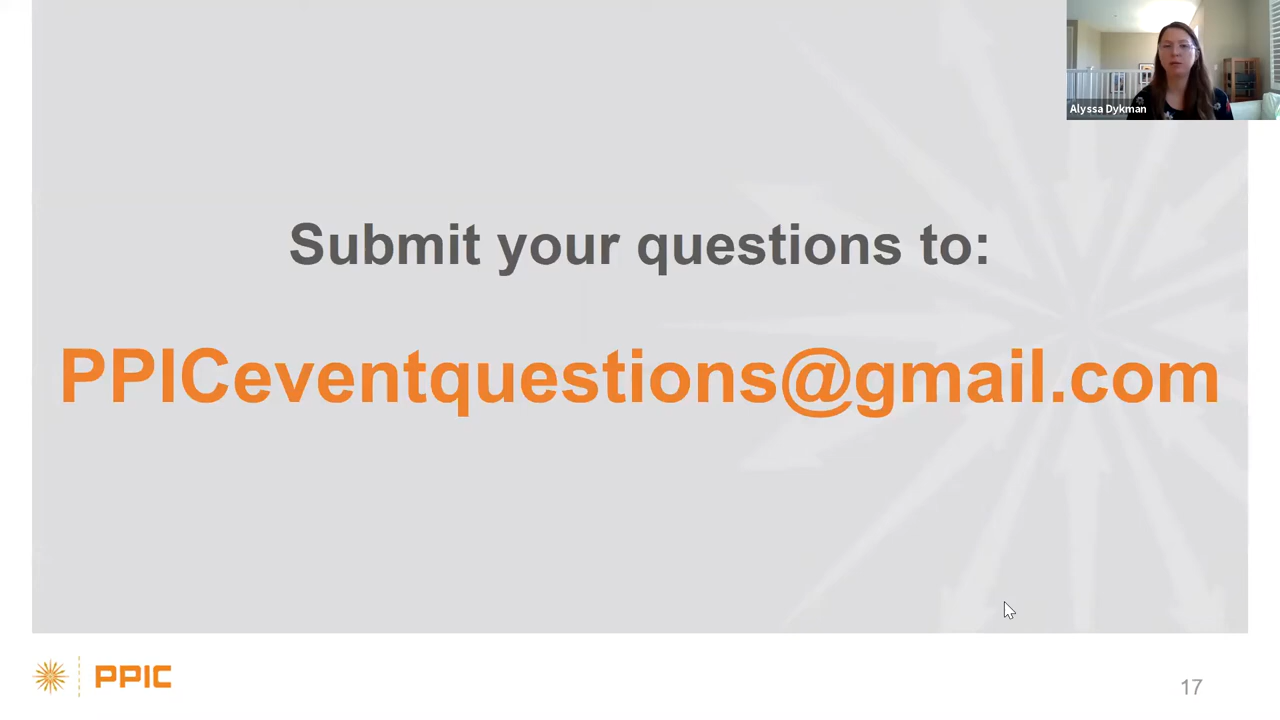 Alyssa Dykman
Submit your questions to:
PPICeventquestions@gmail.com
PPIC
17